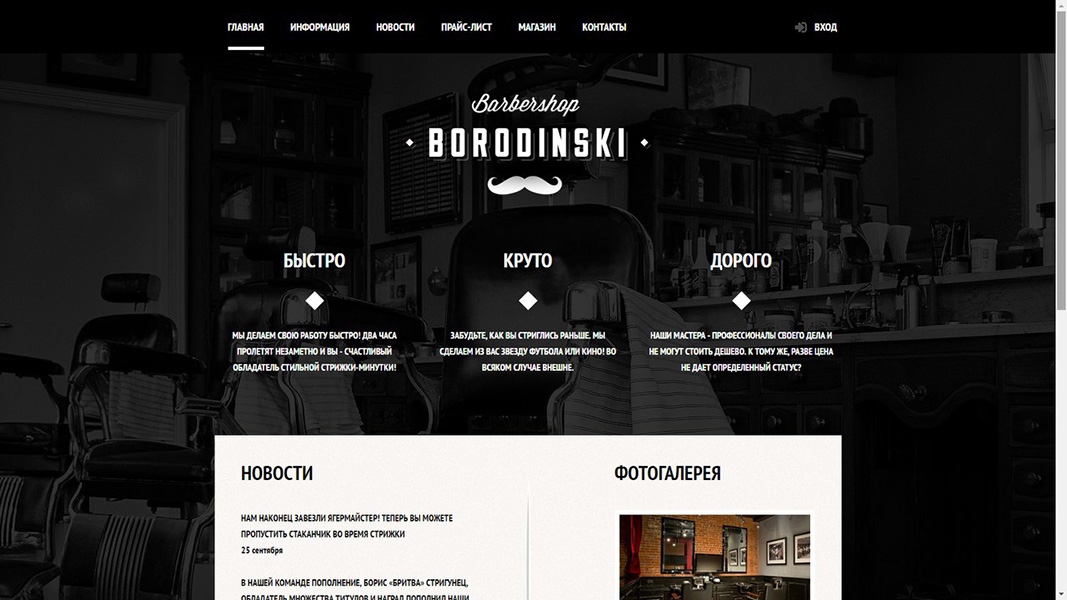 ГЛАВНАЯ ИНФОРМАЦИЯ НОВОСТИ ПРАЙС-ЛИСТ МАГАЗИН КОНТАКТЫ ВХОД
Barbershop
BORODINSKI
БЫСТРО
МЫ ДЕЛАЕМ СВОЮ РАБОТУ БЫСТРО! ДВА ЧАСА
ПРОЛЕТЯТ НЕЗАМЕТНО И ВЫ - СЧАСТЛИВЫЙ
ОБЛАДАТЕЛЬ СТИЛЬНОЙ СТРИЖКИ-МИНУТКИ!
КРУТО
ЗАБУДЬТЕ, КАК ВЫ СТРИГЛИСЬ РАНЬШЕ. МЫ
СДЕЛАЕМ ИЗ ВАС ЗВЕЗДУ ФУТБОЛА ИЛИ КИНО! ВО
ВСЯКОМ СЛУЧАЕ ВНЕШНЕ.
ДОРОГО
НАШИ МАСТЕРА - ПРОФЕССИОНАЛЫ СВОЕГО ДЕЛА И
НЕ МОГУТ СТОИТЬ ДЕШЕВО. К ТОМУ ЖЕ, РАЗВЕ ЦЕНА
НЕ ДАЕТ ОПРЕДЕЛЕННЫЙ СТАТУС?
НОВОСТИ
НАМ НАКОНЕЦ ЗАВЕЗЛИ ЯГЕРМАЙСТЕР! ТЕПЕРЬ ВЫ МОЖЕТЕ
ПРОПУСТИТЬ СТАКАНЧИК ВО ВРЕМЯ СТРИЖКИ
25 сентября
В НАШЕЙ КОМАНДЕ ПОПОЛНЕНИЕ, БОРИС «БРИТВА» СТРИГУНЕЦ,
ОБЛАДАТЕЛЬ МНОЖЕСТВА ТИТУЛОВ И НАГРАД ПОПОЛНИЛ НАШИ
ФОТОГАЛЕРЕЯ